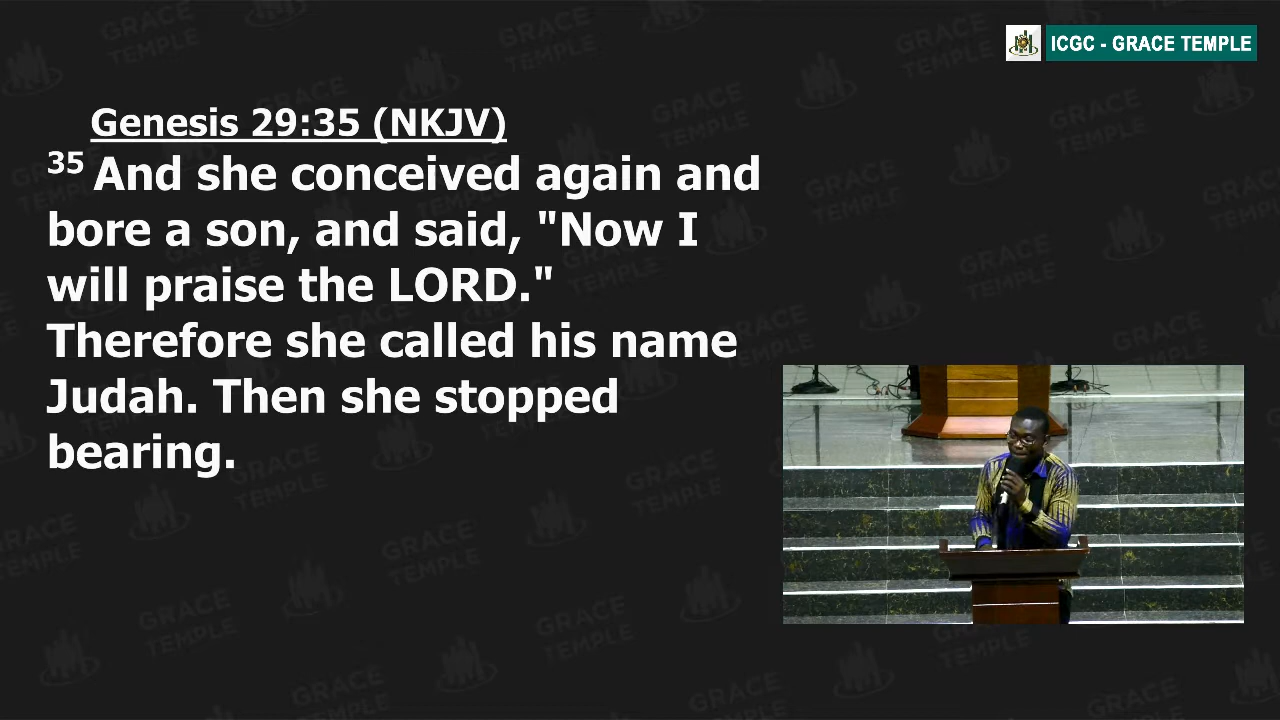 ICGC - GRACE TEMPLE
Genesis 29:35 (NKJV)
35 And she conceived again and
bore a son, and said, "Now I
will praise the LORD."
Therefore she called his name
Judah. Then she stopped
bearing.